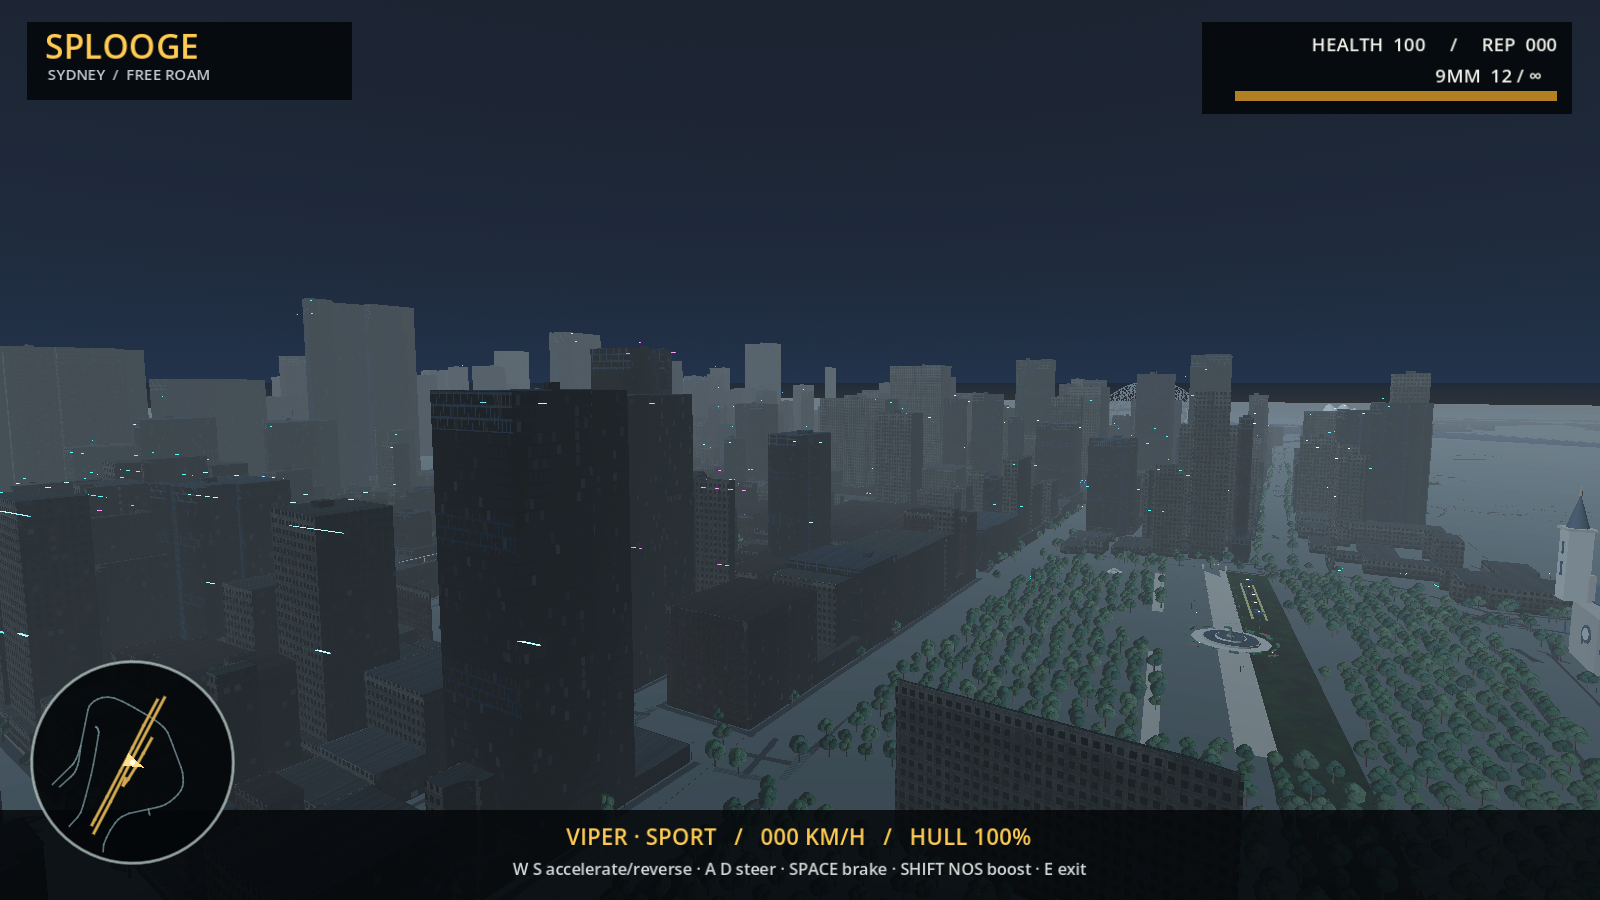 SPLOOGE
SYDNEY / FREE ROAM
HEALTH 100 / REP 000
9MM 12 / ∞
VIPER · SPORT / 000 KM/H / HULL 100%
W S accelerate/reverse · A D steer · SPACE brake · SHIFT NOS boost · E exit